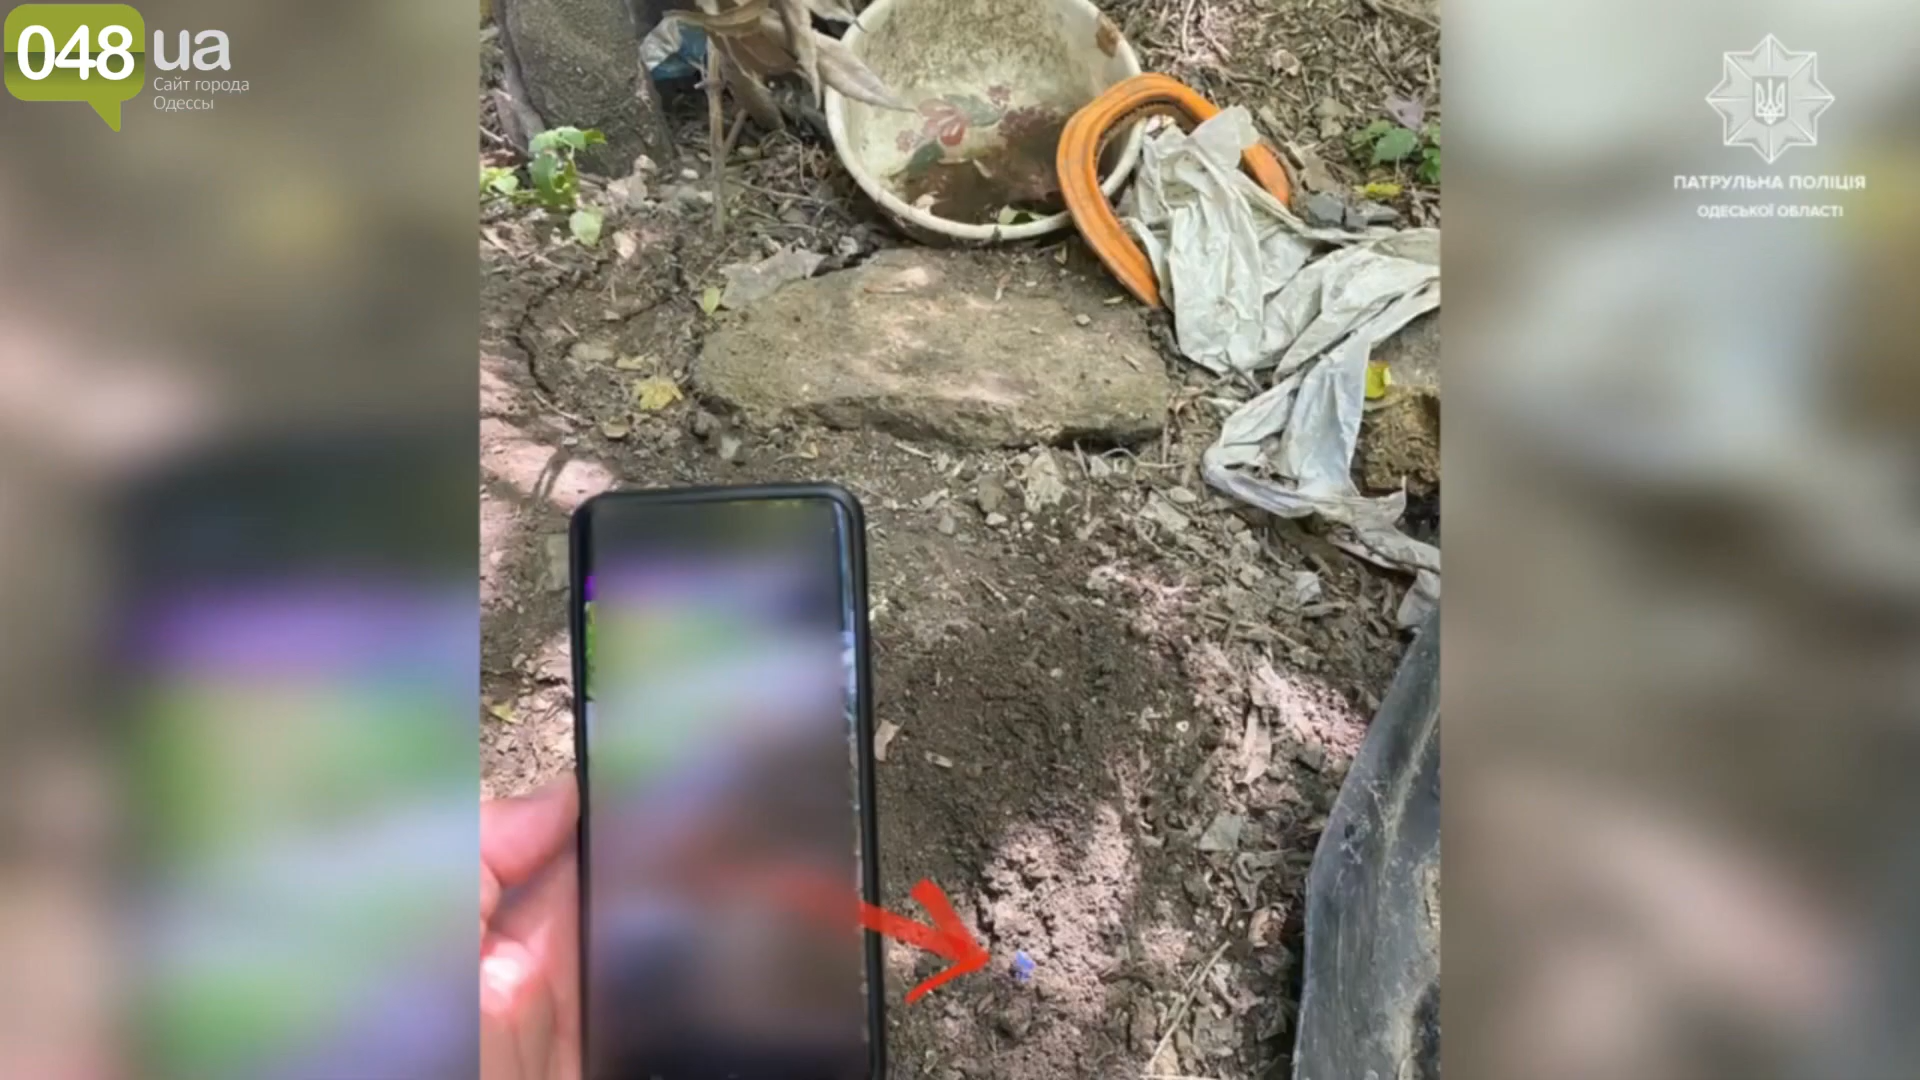 048 ua
Сайт города
Одессы
ПАТРУЛЬНА ПОЛІЦІЯ
ОДЕСЬКОЇ ОБЛАСТІ